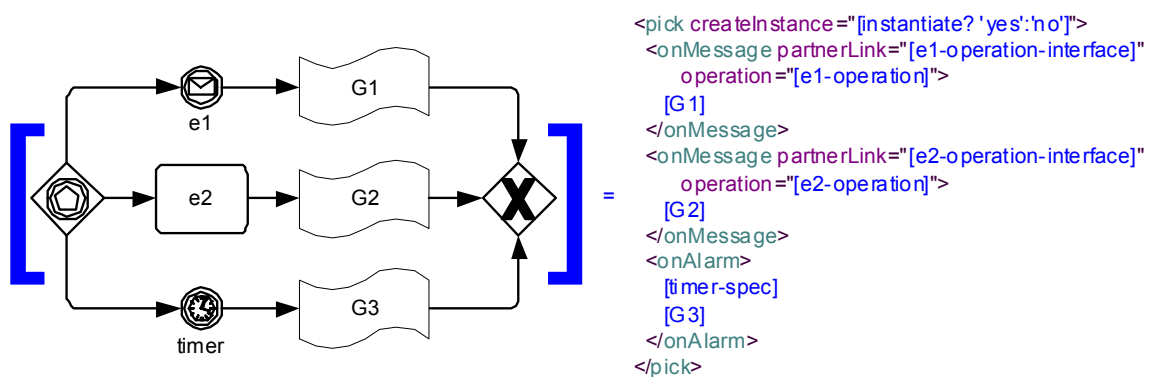 e1
G1
e2
G2
timer
G3
X
=
<pick createInstance="[instantiate? 'yes':'no']">
<onMessage partnerLink="[e1-operation-interface]"
operation="[e1-operation]">
[G1]
</onMessage>
<onMessage partnerLink="[e2-operation-interface]"
operation="[e2-operation]">
[G2]
</onMessage>
<onAlarm>
[timer-spec]
[G3]
</onAlarm>
</pick>